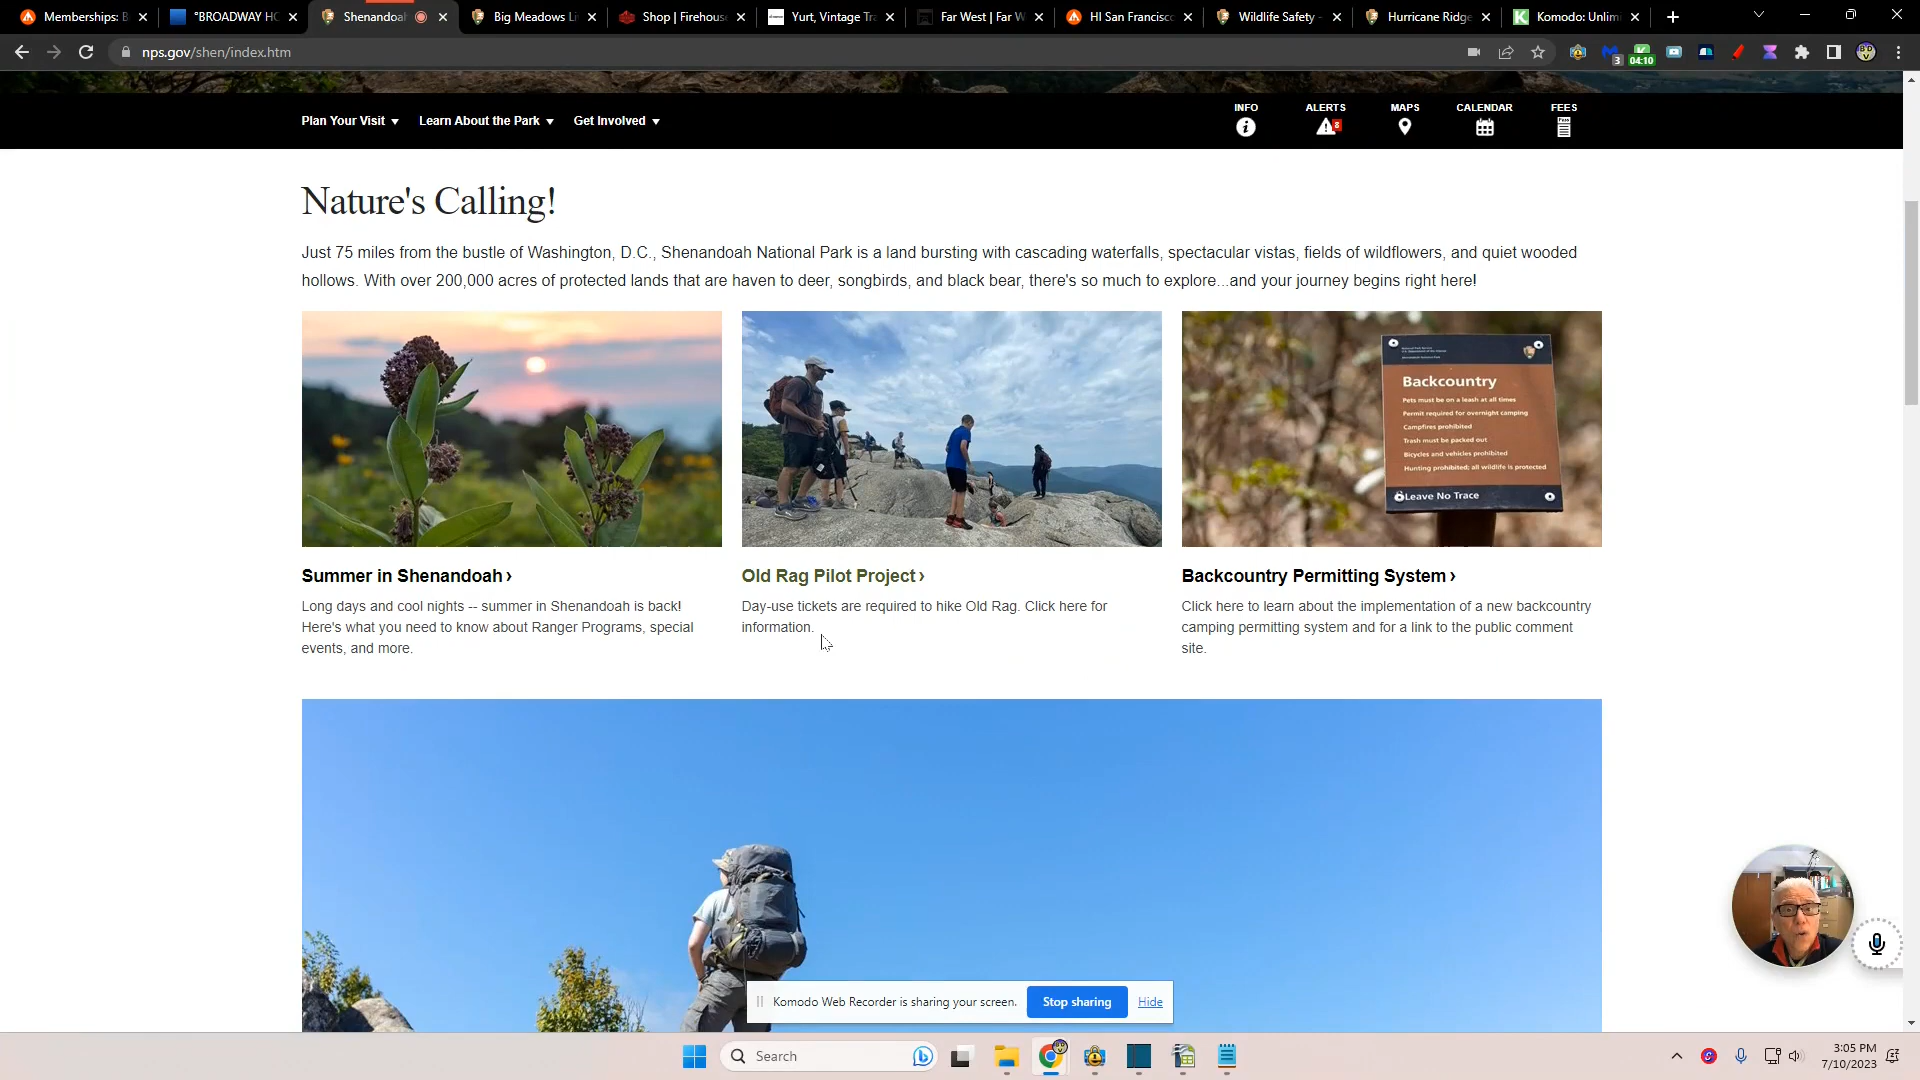 Memberships: B
°BROADWAY HO
Shenandoah
Big Meadows L
Shop | Firehouse
Yurt, Vintage Tra
Far West | Far W
HI San Francisco
Wildlife Safety -
Hurricane Ridge
Komodo: Unlim
nps.gov/shen/index.htm
3
04:10
Plan Your Visit
Learn About the Park
Get Involved
INFO
ALERTS
MAPS
CALENDAR
FEES
8
Nature's Calling!
Just 75 miles from the bustle of Washington, D.C., Shenandoah National Park is a land bursting with cascading waterfalls, spectacular vistas, fields of wildflowers, and quiet wooded
hollows. With over 200,000 acres of protected lands that are haven to deer, songbirds, and black bear, there's so much to explore...and your journey begins right here!
Backcountry
Pets must be on a leash at all times
Permit required for overnight camping
Campfires prohibited
Trash must be packed out
Bicycles and vehicles prohibited
Hunting prohibited; all wildlife is protected
Leave No Trace
Summer in Shenandoah ›
Long days and cool nights -- summer in Shenandoah is back!
Here's what you need to know about Ranger Programs, special
events, and more.
Old Rag Pilot Project ›
Day-use tickets are required to hike Old Rag. Click here for
information.
Backcountry Permitting System ›
Click here to learn about the implementation of a new backcountry
camping permitting system and for a link to the public comment
site.
Komodo Web Recorder is sharing your screen.
Stop sharing
Hide
Search
3:05 PM
7/10/2023